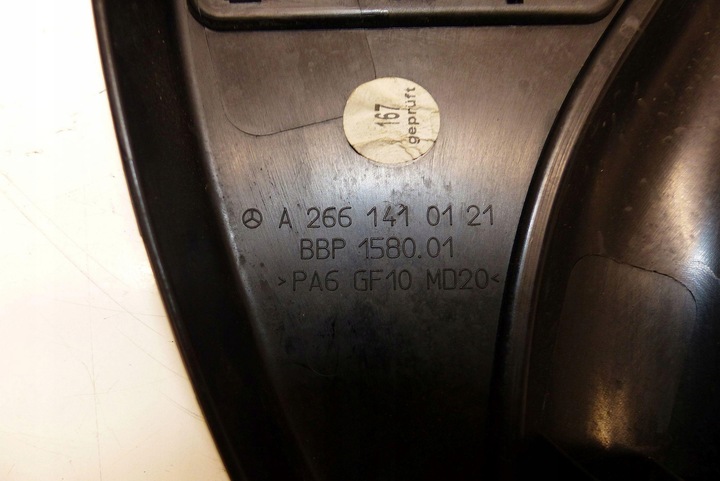 167
geprüft
A 266 141 01 21
BBP 1580.01
>PA6 GF10 MD20<